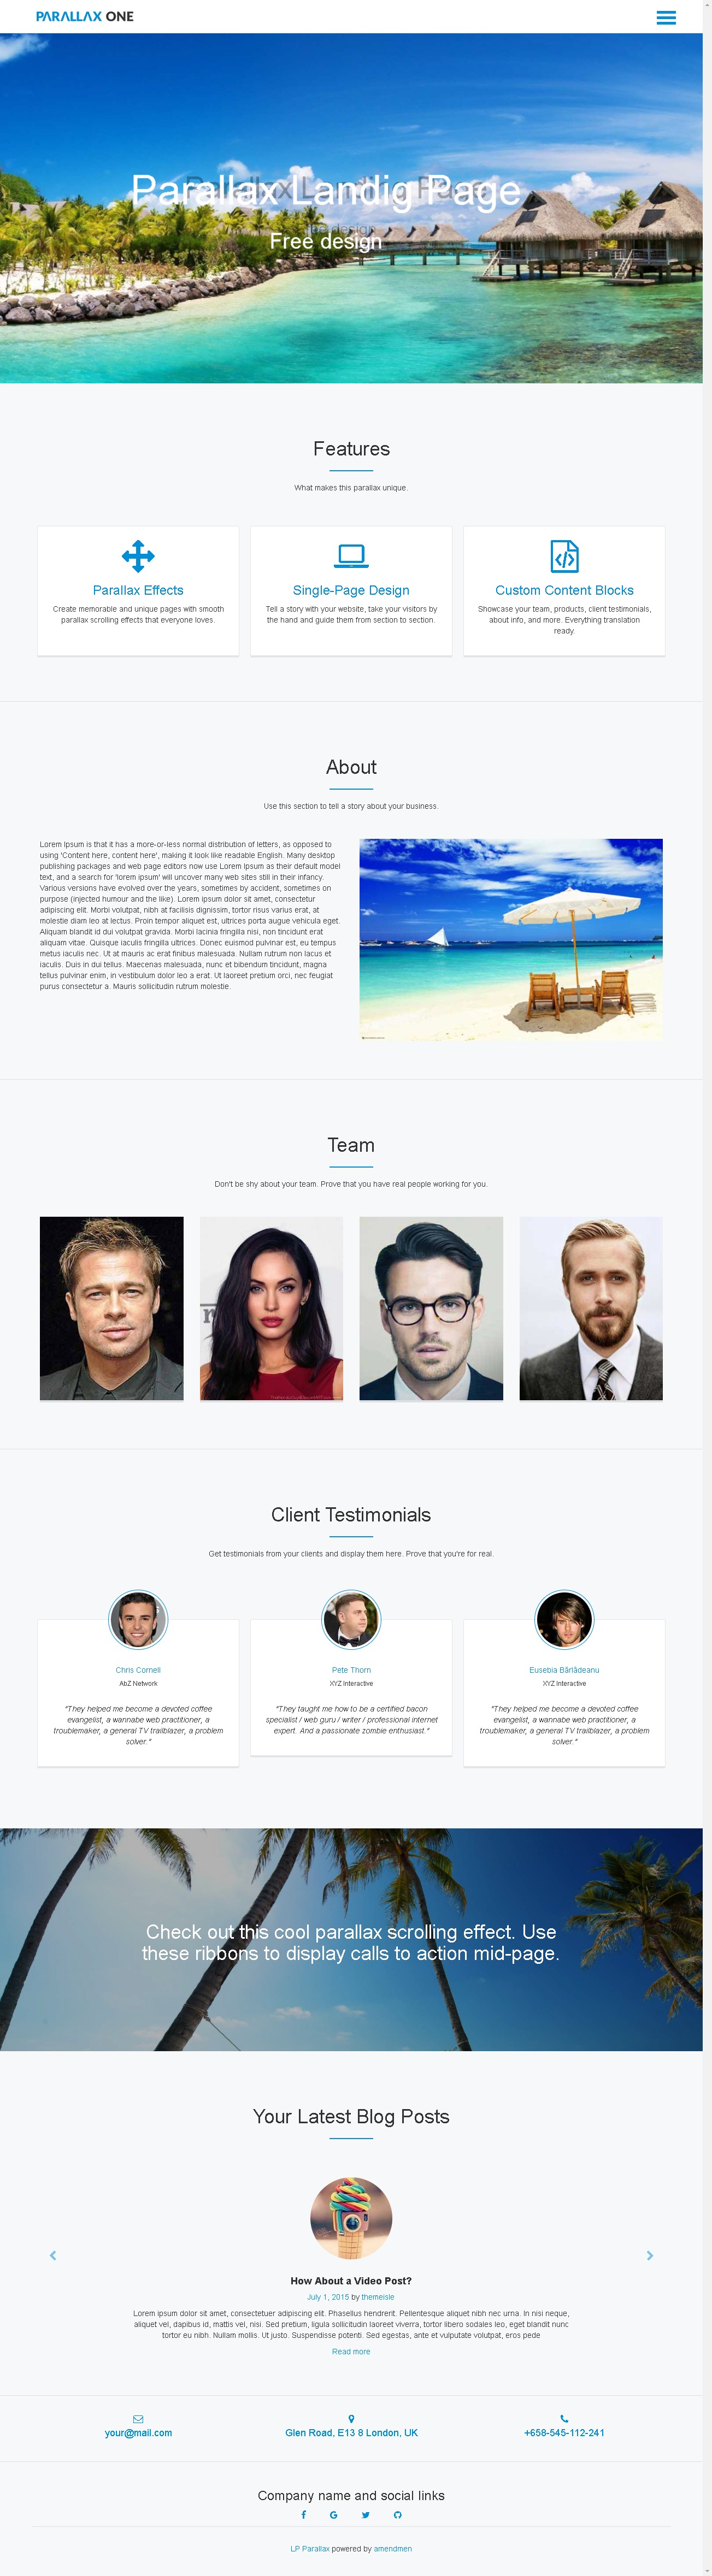 PARALLAX ONE
Parallax Landig Page
Free design
Features
What makes this parallax unique.
Parallax Effects
Create memorable and unique pages with smooth
parallax scrolling effects that everyone loves.
Single-Page Design
Tell a story with your website, take your visitors by
the hand and guide them from section to section.
Custom Content Blocks
Showcase your team, products, client testimonials,
about info, and more. Everything translation
ready.
About
Use this section to tell a story about your business.
Lorem Ipsum is that it has a more-or-less normal distribution of letters, as opposed to
using 'Content here, content here', making it look like readable English. Many desktop
publishing packages and web page editors now use Lorem Ipsum as their default model
text, and a search for 'lorem ipsum' will uncover many web sites still in their infancy.
Various versions have evolved over the years, sometimes by accident, sometimes on
purpose (injected humour and the like). Lorem ipsum dolor sit amet, consectetur
adipiscing elit. Morbi volutpat, nibh at facilisis dignissim, tortor risus varius erat, at
molestie diam leo at lectus. Proin tempor aliquet est, ultrices porta augue vehicula eget.
Aliquam blandit id dui volutpat gravida. Morbi lacinia fringilla nisi, non tincidunt erat
aliquam vitae. Quisque iaculis fringilla ultrices. Donec euismod pulvinar est, eu tempus
metus iaculis nec. Ut at mauris ac erat finibus malesuada. Nullam rutrum non lacus et
iaculis. Duis in dui tellus. Maecenas malesuada, nunc et bibendum tincidunt, magna
tellus pulvinar enim, in vestibulum dolor leo a erat. Ut laoreet pretium orci, nec feugiat
purus consectetur a. Mauris sollicitudin rutrum molestie.
Team
Don't be shy about your team. Prove that you have real people working for you.
Client Testimonials
Get testimonials from your clients and display them here. Prove that you're for real.
Chris Cornell
AbZ Network
"They helped me become a devoted coffee
evangelist, a wannabe web practitioner, a
troublemaker, a general TV trailblazer, a problem
solver."
Pete Thorn
XYZ Interactive
"They taught me how to be a certified bacon
specialist / web guru / writer / professional internet
expert. And a passionate zombie enthusiast."
Eusebia Bârlădeanu
XYZ Interactive
"They helped me become a devoted coffee
evangelist, a wannabe web practitioner, a
troublemaker, a general TV trailblazer, a problem
solver."
Check out this cool parallax scrolling effect. Use
these ribbons to display calls to action mid-page.
Your Latest Blog Posts
How About a Video Post?
July 1, 2015 by themeisle
Lorem ipsum dolor sit amet, consectetuer adipiscing elit. Phasellus hendrerit. Pellentesque aliquet nibh nec urna. In nisi neque,
aliquet vel, dapibus id, mattis vel, nisi. Sed pretium, ligula sollicitudin laoreet viverra, tortor libero sodales leo, eget blandit nunc
tortor eu nibh. Nullam mollis. Ut justo. Suspendisse potenti. Sed egestas, ante et vulputate volutpat, eros pede
Read more
your@mail.com
Glen Road, E13 8 London, UK
+658-545-112-241
Company name and social links
LP Parallax powered by amendmen